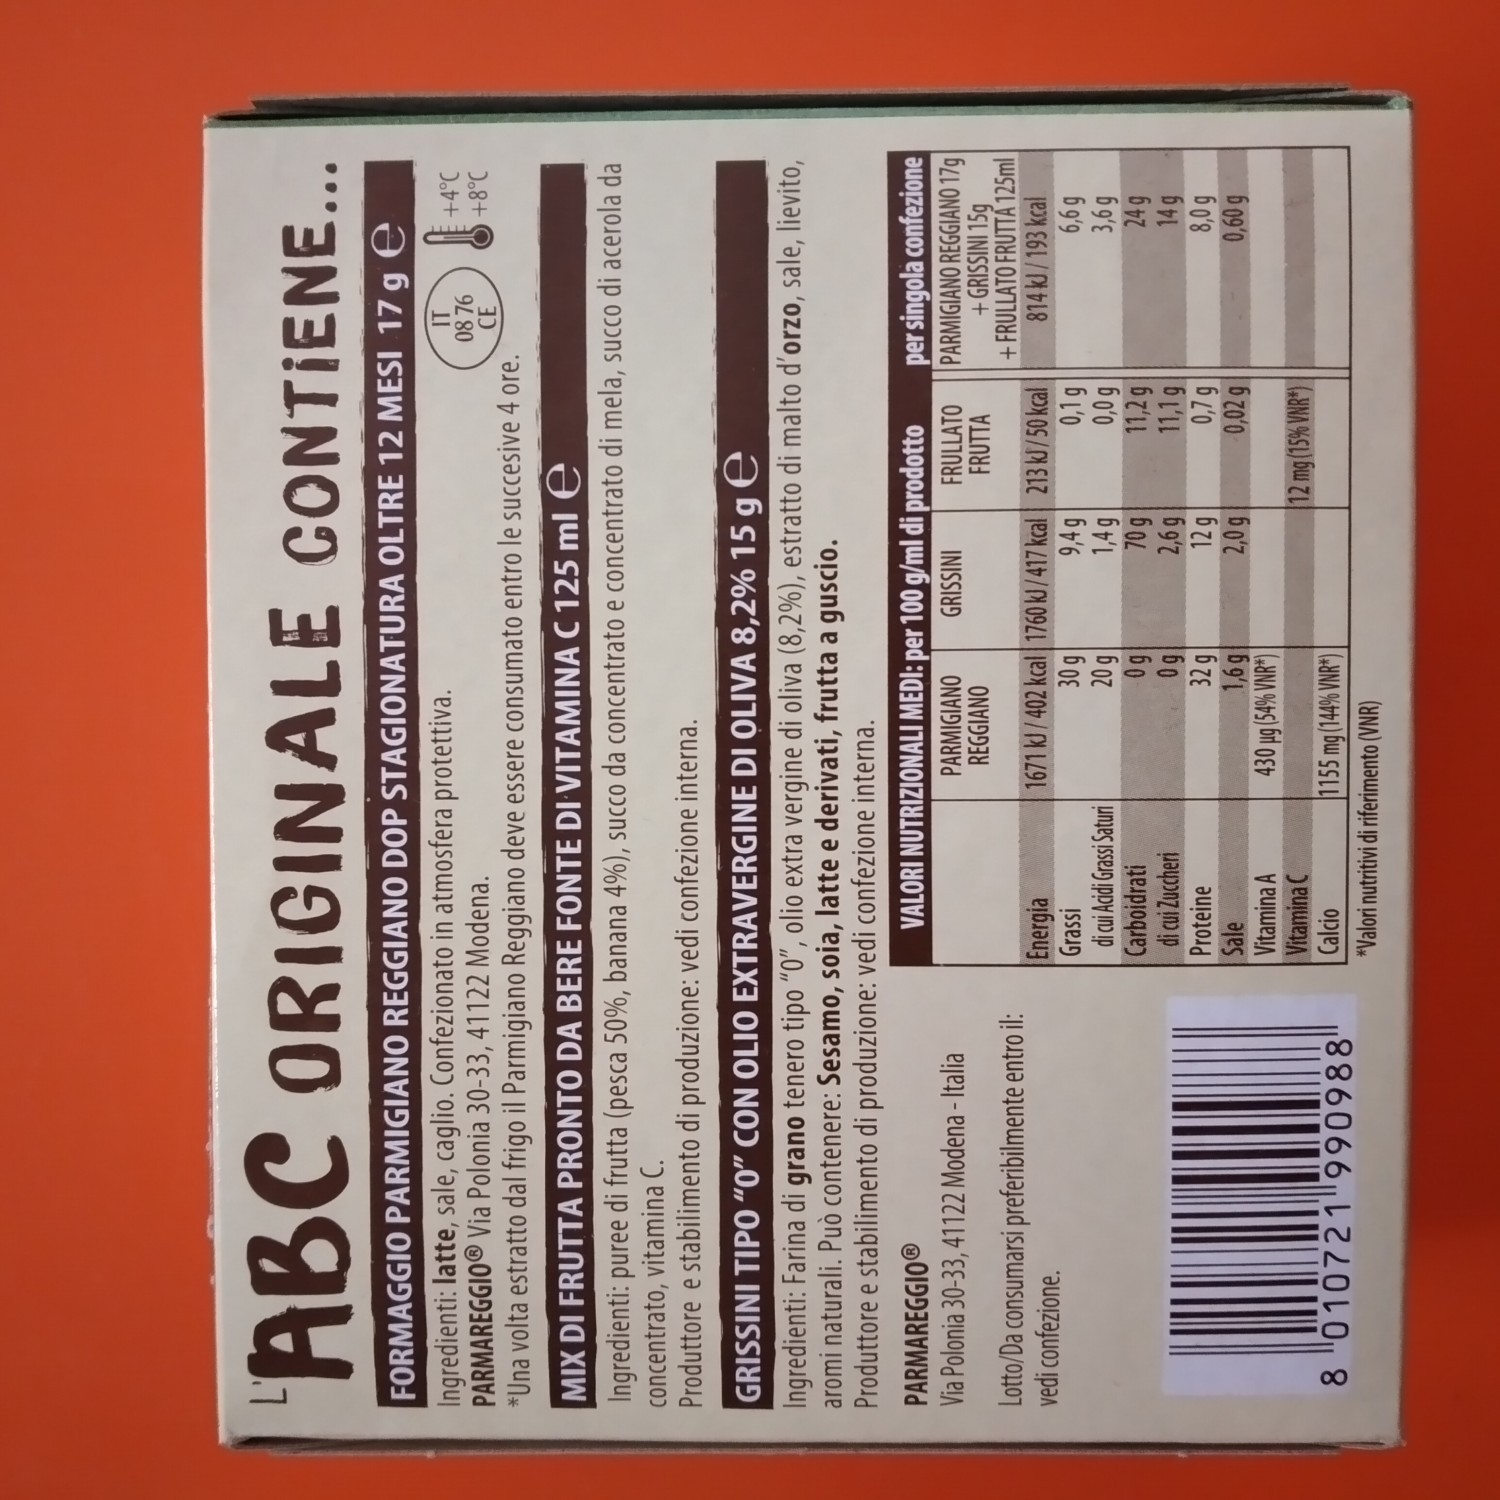 L'ABC ORIGINALE CONTIENE...
FORMAGGIO PARMIGIANO REGGIANO DOP STAGIONATURA OLTRE 12 MESI 17 g ℮
Ingredienti: latte, sale, caglio. Confezionato in atmosfera protettiva.
PARMAREGGIO® Via Polonia 30-33, 41122 Modena.
*Una volta estratto dal frigo il Parmigiano Reggiano deve essere consumato entro le succesive 4 ore.
IT
08 76
CE
+4°C
+8°C
MIX DI FRUTTA PRONTO DA BERE FONTE DI VITAMINA C 125 ml ℮
Ingredienti: puree di frutta (pesca 50%, banana 4%), succo da concentrato e concentrato di mela, succo di acerola da
concentrato, vitamina C.
Produttore e stabilimento di produzione: vedi confezione interna.
GRISSINI TIPO "0" CON OLIO EXTRAVERGINE DI OLIVA 8,2% 15 g ℮
Ingredienti: Farina di grano tenero tipo "0", olio extra vergine di oliva (8,2%), estratto di malto d'orzo, sale, lievito,
aromi naturali. Può contenere: Sesamo, soia, latte e derivati, frutta a guscio.
Produttore e stabilimento di produzione: vedi confezione interna.
PARMAREGGIO®
Via Polonia 30-33, 41122 Modena - Italia
Lotto/Da consumarsi preferibilmente entro il:
vedi confezione.
8 010721 990988
VALORI NUTRIZIONALI MEDI: per 100 g/ml di prodotto per singola confezione
PARMIGIANO REGGIANO GRISSINI FRULLATO FRUTTA PARMIGIANO REGGIANO 17g
+ GRISSINI 15g
+ FRULLATO FRUTTA 125ml
Energia 1671 kJ / 402 kcal 1760 kJ / 417 kcal 213 kJ / 50 kcal 814 kJ / 193 kcal
Grassi 30 g 9,4 g 0,1 g 6,6 g
di cui Acidi Grassi Saturi 20 g 1,4 g 0,0 g 3,6 g
Carboidrati 0 g 70 g 11,2 g 24 g
di cui Zuccheri 0 g 2,6 g 11,1 g 14 g
Proteine 32 g 12 g 0,7 g 8,0 g
Sale 1,6 g 2,0 g 0,02 g 0,60 g
Vitamina A 430 µg (54% VNR*)
Vitamina C 12 mg (15% VNR*)
Calcio 1155 mg (144% VNR*)
*Valori nutritivi di riferimento (VNR)